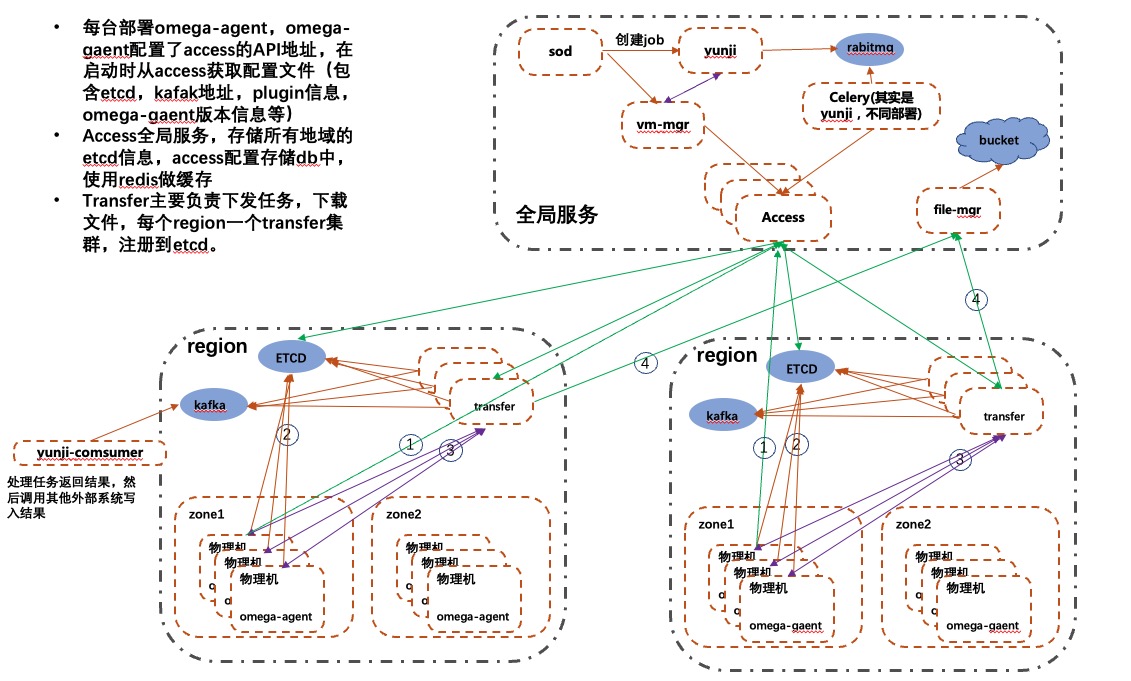 • 每台部署omega-agent，omega-
gaent配置了access的API地址，在
启动时从access获取配置文件（包
含etcd，kafak地址，plugin信息，
omega-gaent版本信息等）
• Access全局服务，存储所有地域的
etcd信息，access配置存储db中，
使用redis做缓存
• Transfer主要负责下发任务，下载
文件，每个region一个transfer集
群，注册到etcd。
sod
创建job
yunji
rabitmq
vm-mgr
Celery(其实是
yunji，不同部署)
bucket
Access
file-mgr
全局服务
region
ETCD
kafka
transfer
yunji-comsumer
处理任务返回结果，然
后调用其他外部系统写
入结果
2
1
3
4
4
zone1
物理机
物理机
物理机
o
o
omega-agent
zone2
物理机
物理机
物理机
o
o
omega-agent
region
ETCD
kafka
transfer
1
2
3
zone1
物理机
物理机
物理机
o
o
omega-gaent
zone2
物理机
物理机
物理机
o
o
omega-gaent